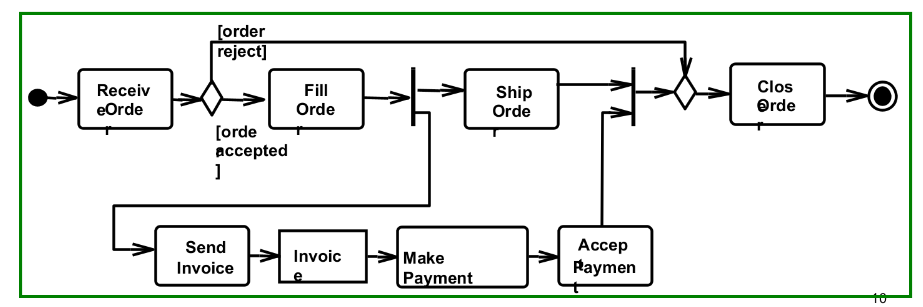 [order
reject]
Receiv
eOrde
r
Fill
Orde
r
Ship
Orde
r
Clos
e
Orde
r
[orde
r
accepted
]
Send
Invoice
Invoic
e
Make
Payment
Accep
t
Paymen
t
10